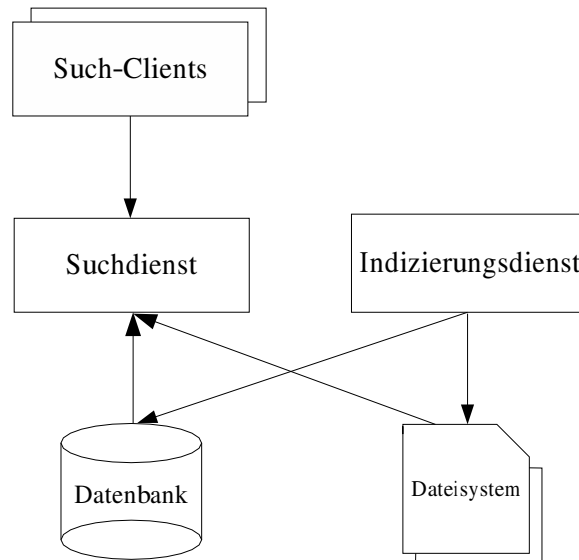 Such-Clients
Suchdienst
Indizierungsdienst
Datenbank
Dateisystem